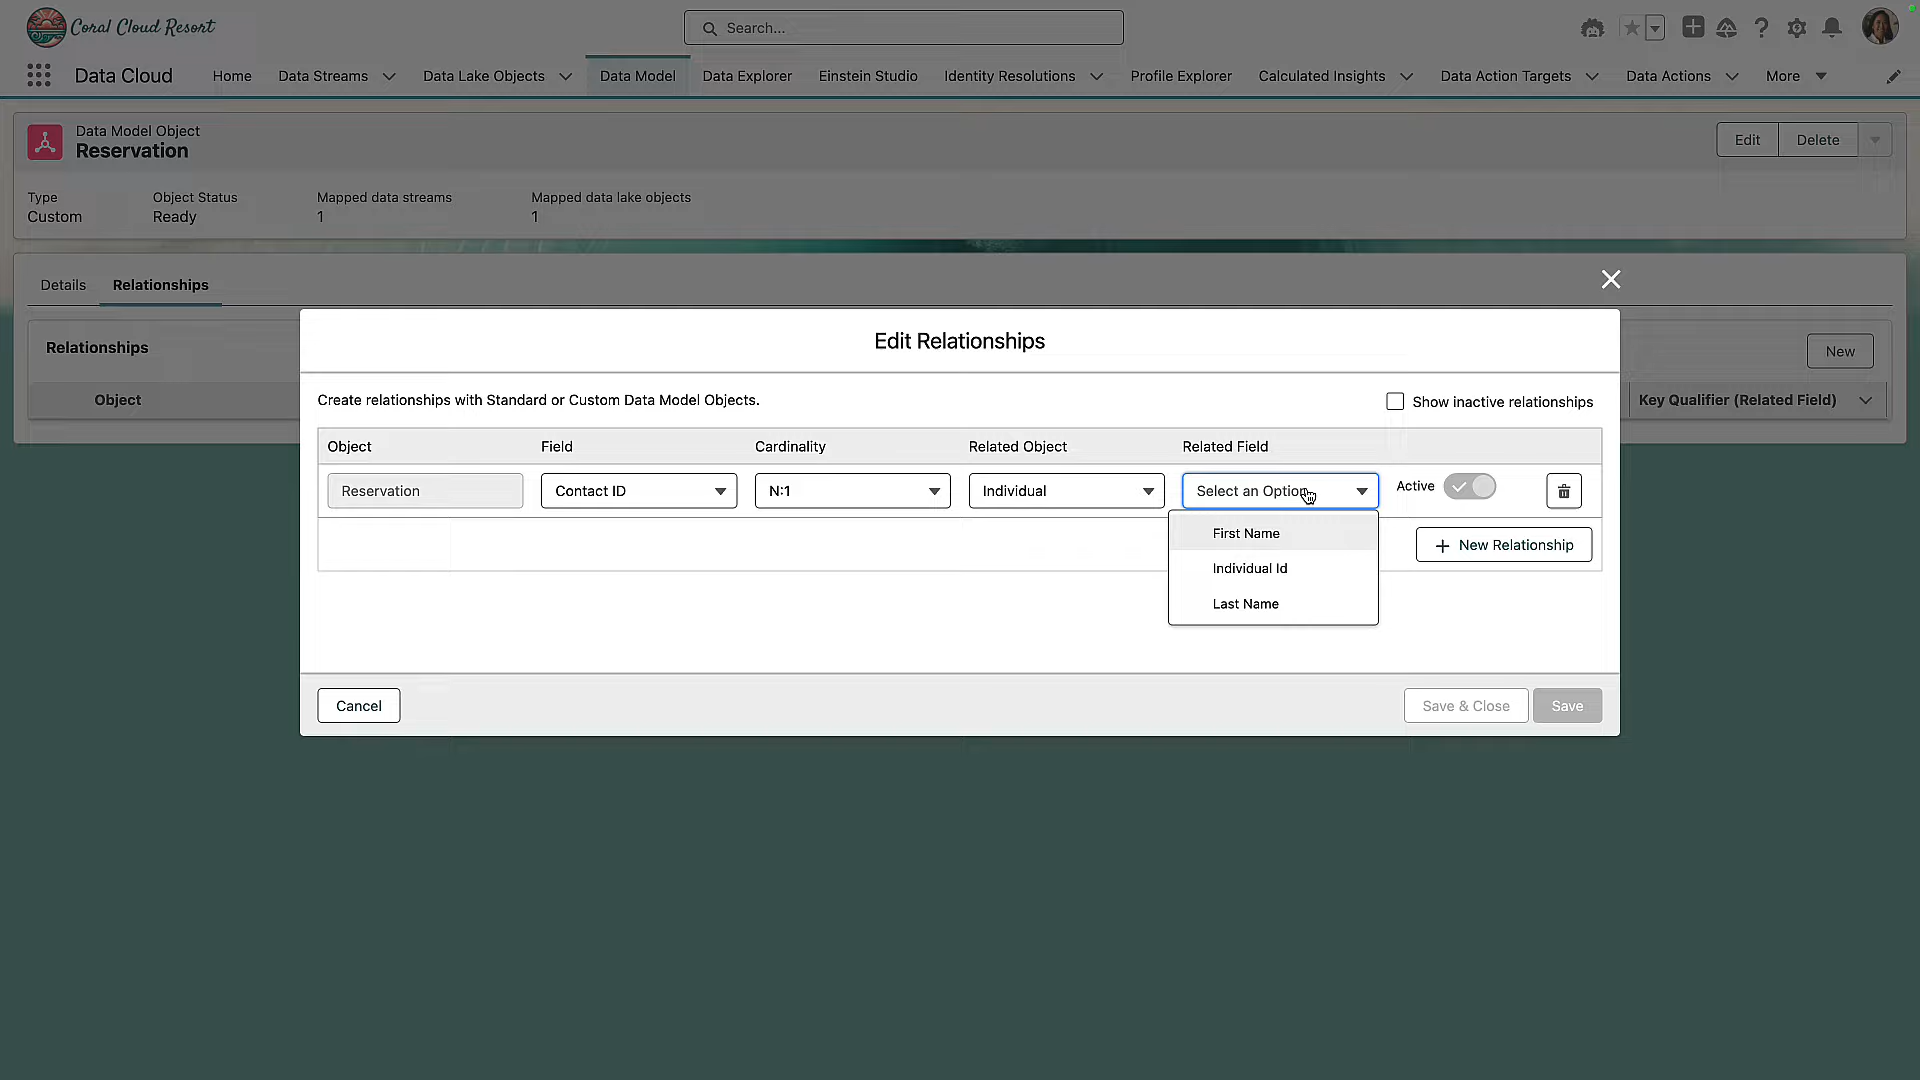 Coral Cloud Resort
Search...
Data Cloud Home Data Streams Data Lake Objects Data Model Data Explorer Einstein Studio Identity Resolutions Profile Explorer Calculated Insights Data Action Targets Data Actions More
Data Model Object
Reservation
Edit Delete
Type Object Status Mapped data streams Mapped data lake objects
Custom Ready 1 1
Details Relationships
Relationships
New
Object Key Qualifier (Related Field)
Edit Relationships
Create relationships with Standard or Custom Data Model Objects.
Show inactive relationships
Object Field Cardinality Related Object Related Field
Reservation Contact ID N:1 Individual Select an Option Active
First Name
New Relationship
Individual Id
Last Name
Cancel Save & Close Save